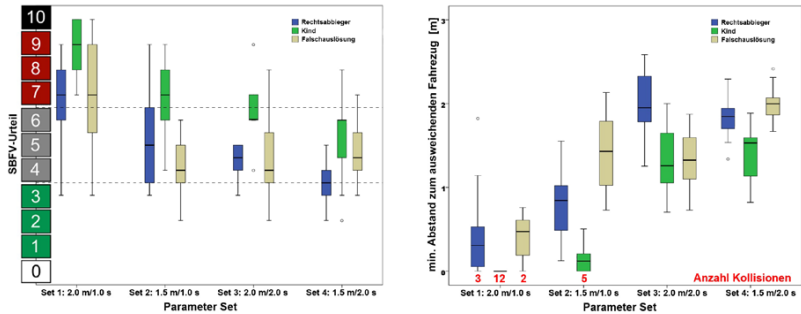 10
9
8
7
6
5
4
3
2
1
0
SBFV-Urteil
Rechtsabbieger
Kind
Falschauslösung
Set 1: 2.0 m/1.0 s
Set 2: 1.5 m/1.0 s
Set 3: 2.0 m/2.0 s
Set 4: 1.5 m/2.0 s
Parameter Set
min. Abstand zum ausweichenden Fahrezug [m]
3
2
1
0
Rechtsabbieger
Kind
Falschauslösung
3
12
2
5
Anzahl Kollisionen
Set 1: 2.0 m/1.0 s
Set 2: 1.5 m/1.0 s
Set 3: 2.0 m/2.0 s
Set 4: 1.5 m/2.0 s
Parameter Set